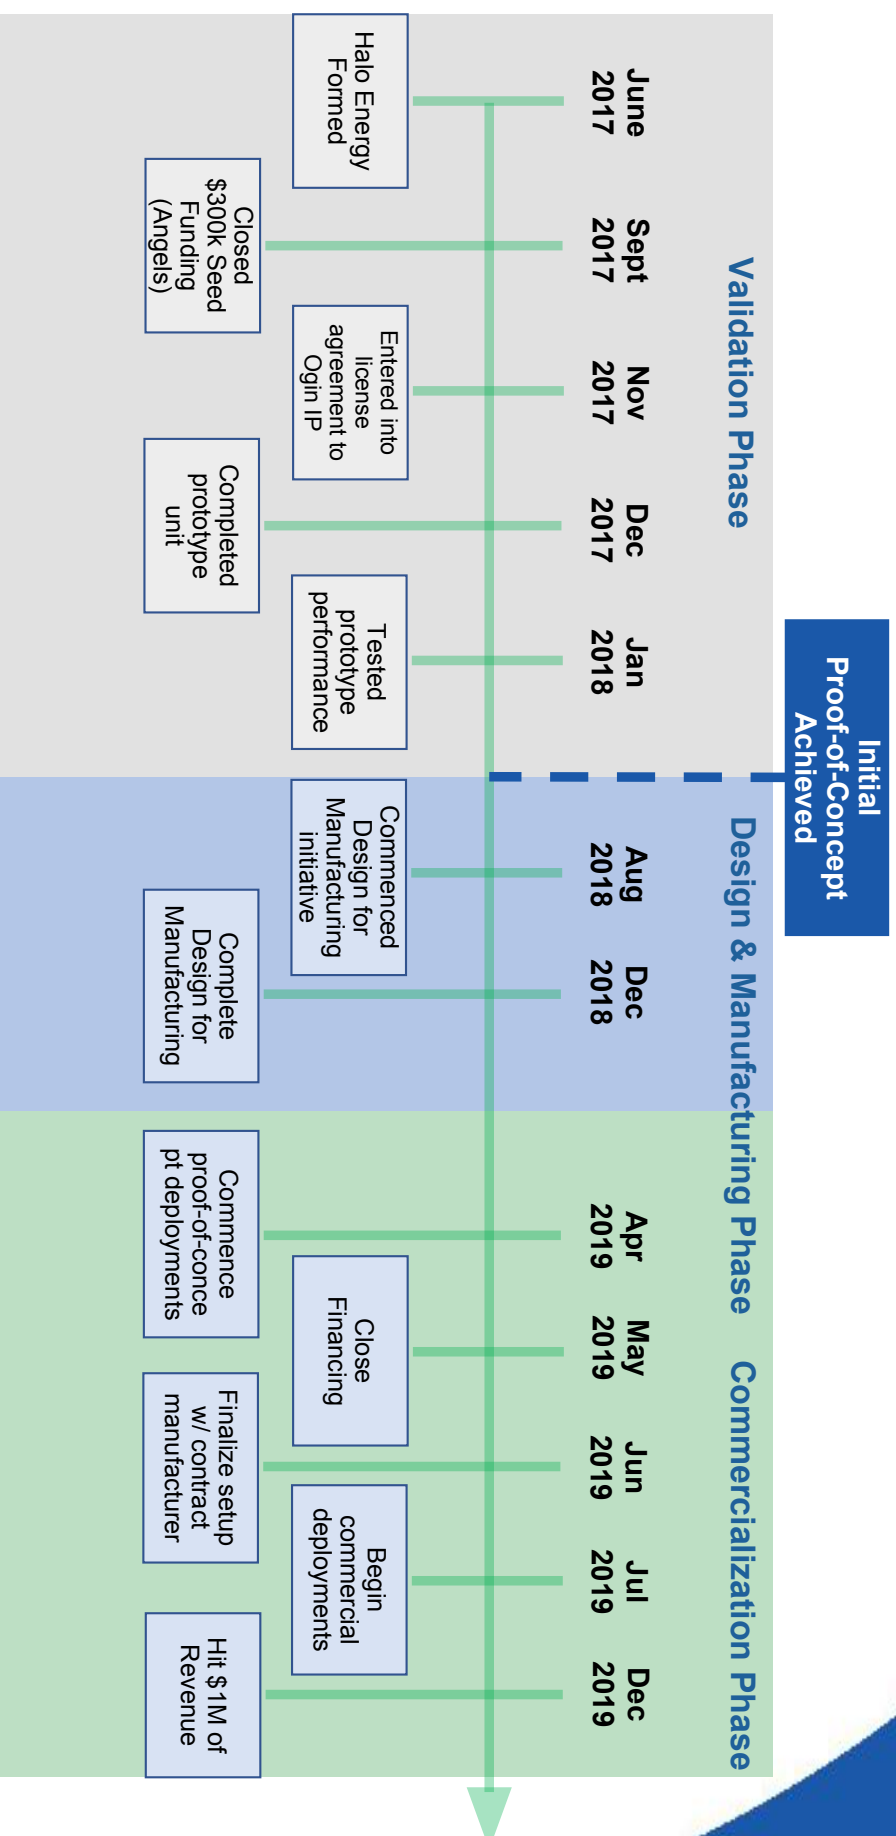 Initial
Proof-of-Concept
Achieved
Validation Phase
Design & Manufacturing Phase
Commercialization Phase
June
2017
Sept
2017
Nov
2017
Dec
2017
Jan
2018
Aug
2018
Dec
2018
Apr
2019
May
2019
Jun
2019
Jul
2019
Dec
2019
Halo Energy
Formed
Closed
$300k Seed
Funding
(Angels)
Entered into
license
agreement to
Ogin IP
Completed
prototype
unit
Tested
prototype
performance
Commenced
Design for
Manufacturing
initiative
Complete
Design for
Manufacturing
Commence
proof-of-conce
pt deployments
Close
Financing
Finalize setup
w/ contract
manufacturer
Begin
commercial
deployments
Hit $1M of
Revenue